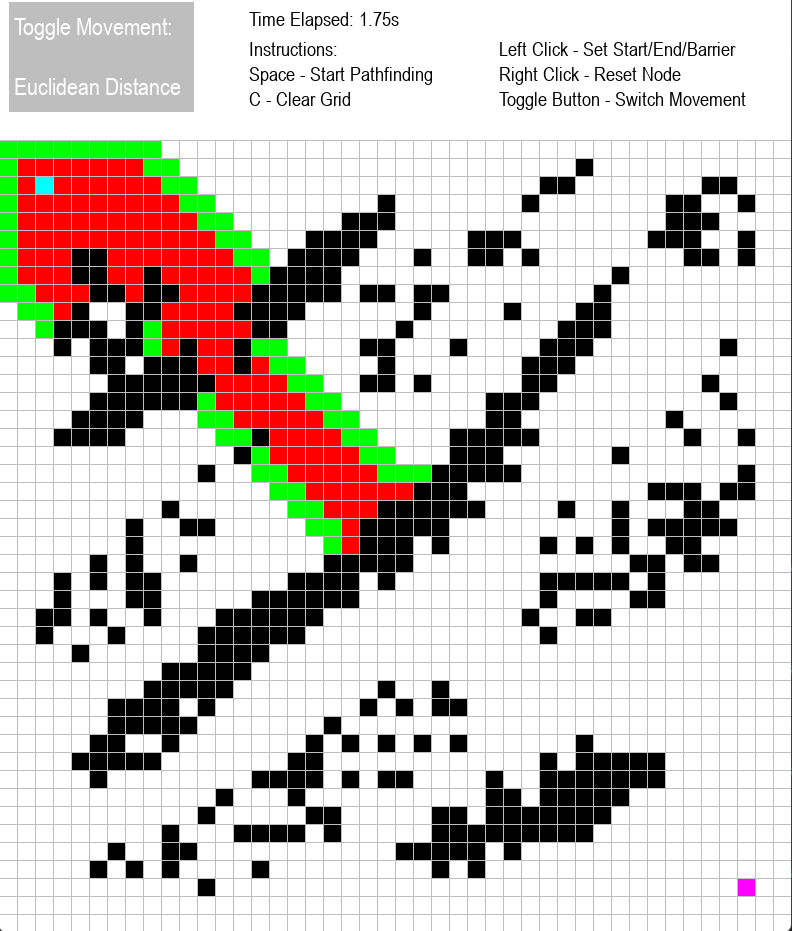 Toggle Movement:
Euclidean Distance
Time Elapsed: 1.75s
Instructions:
Space - Start Pathfinding
C - Clear Grid
Left Click - Set Start/End/Barrier
Right Click - Reset Node
Toggle Button - Switch Movement